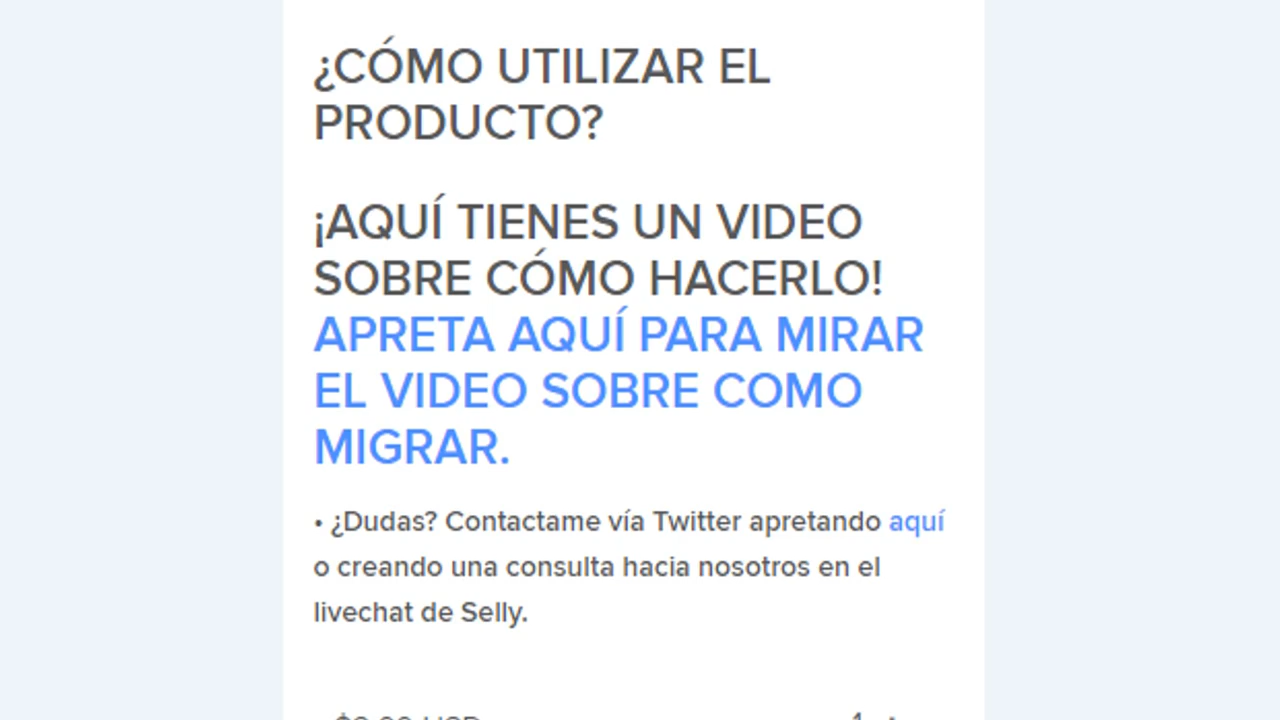 ¿CÓMO UTILIZAR EL
PRODUCTO?
¡AQUÍ TIENES UN VIDEO
SOBRE CÓMO HACERLO!
APRETA AQUÍ PARA MIRAR
EL VIDEO SOBRE COMO
MIGRAR.
• ¿Dudas? Contactame vía Twitter apretando aquí
o creando una consulta hacia nosotros en el
livechat de Selly.